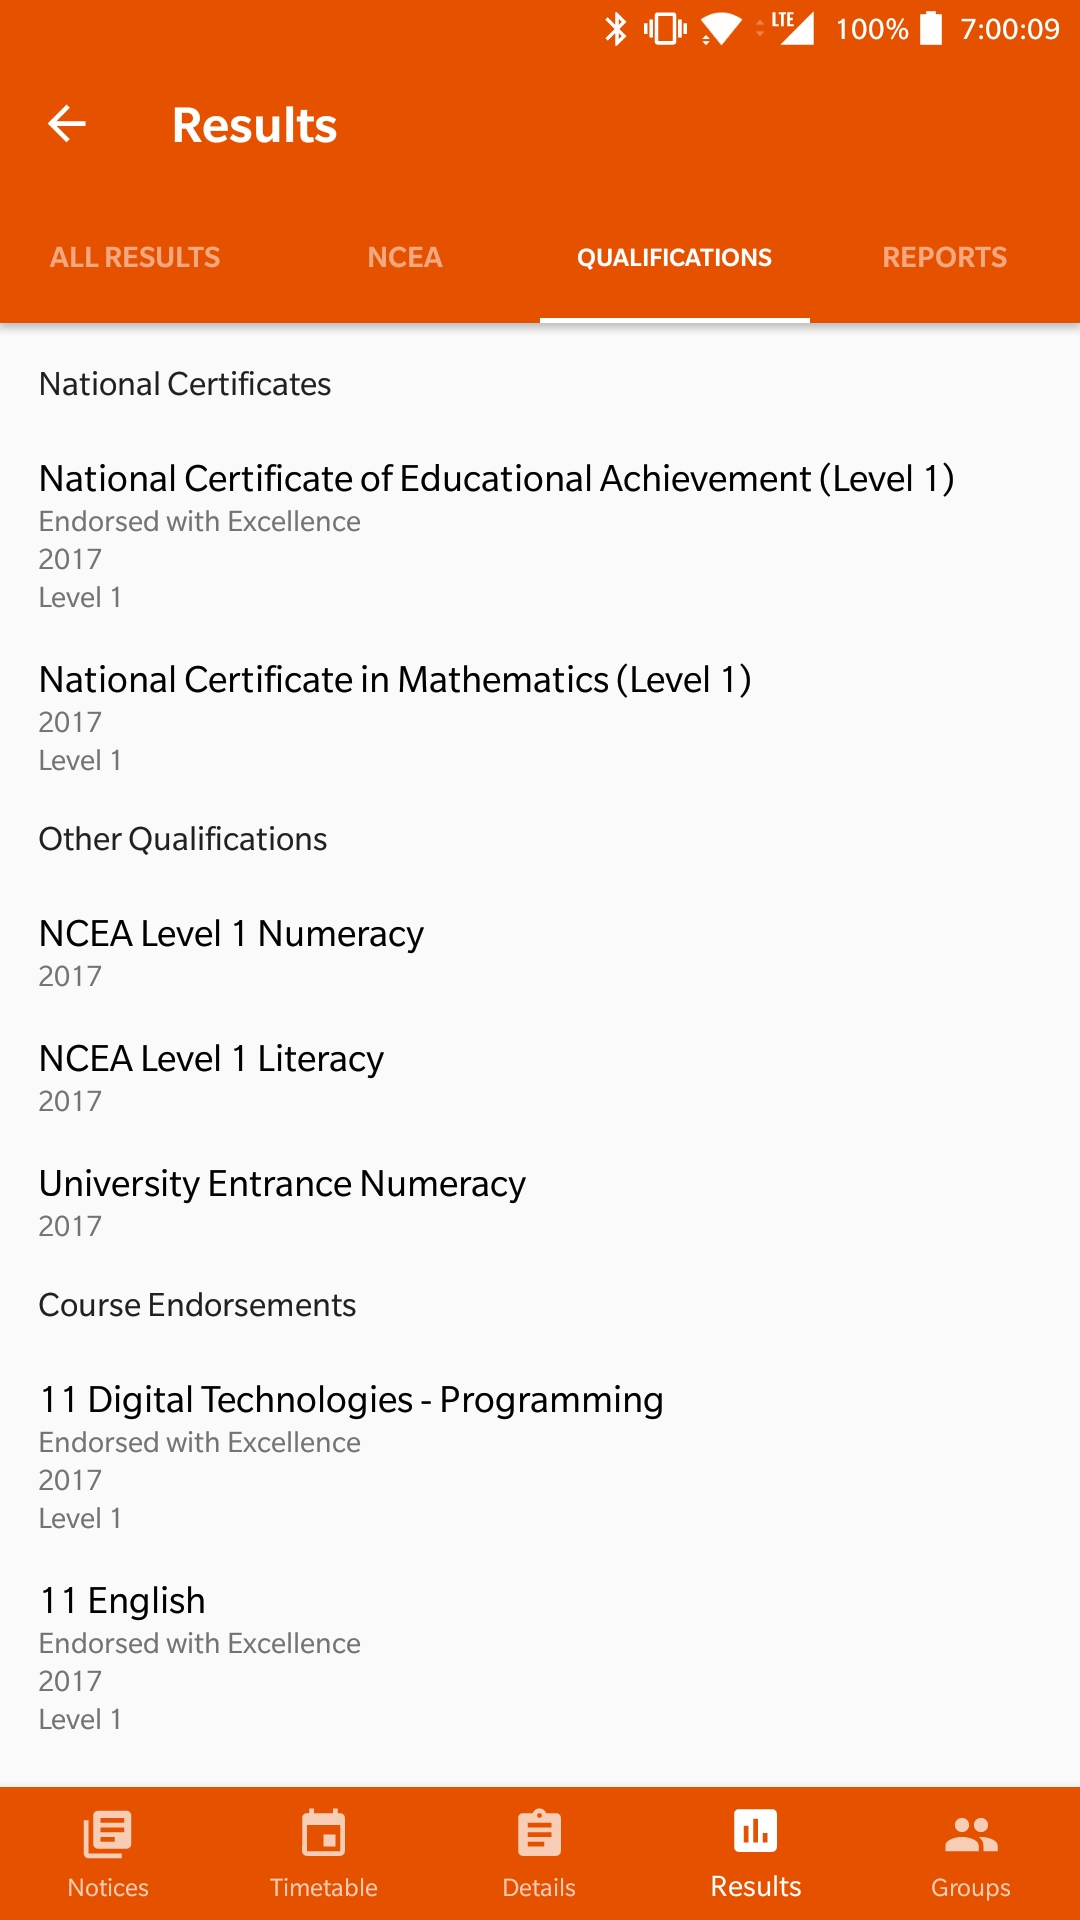 LTE 100% 7:00:09
Results
ALL RESULTS NCEA QUALIFICATIONS REPORTS
National Certificates
National Certificate of Educational Achievement (Level 1)
Endorsed with Excellence
2017
Level 1
National Certificate in Mathematics (Level 1)
2017
Level 1
Other Qualifications
NCEA Level 1 Numeracy
2017
NCEA Level 1 Literacy
2017
University Entrance Numeracy
2017
Course Endorsements
11 Digital Technologies - Programming
Endorsed with Excellence
2017
Level 1
11 English
Endorsed with Excellence
2017
Level 1
Notices Timetable Details Results Groups